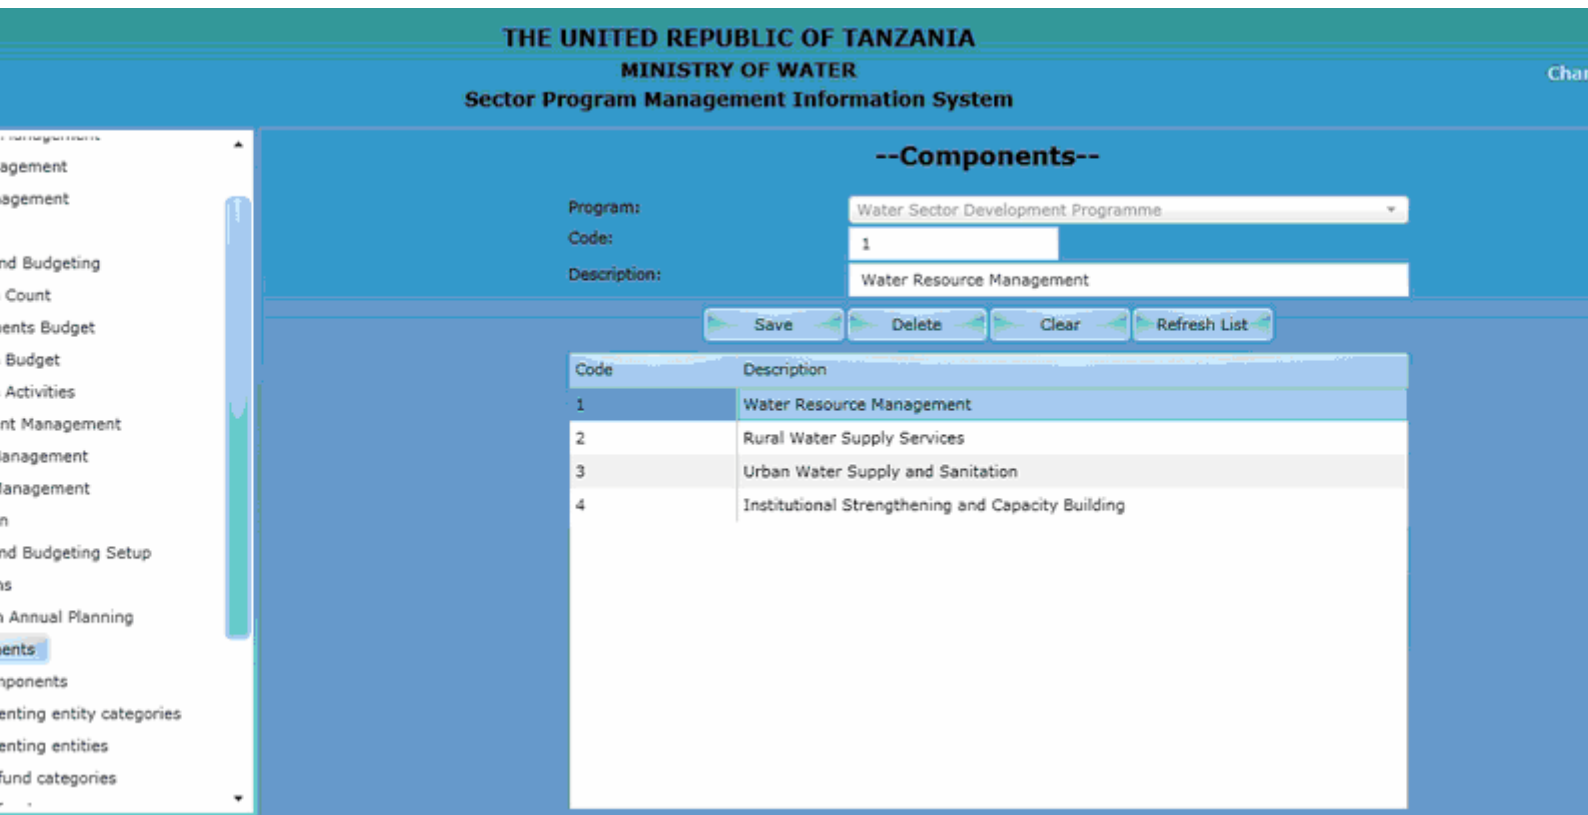 THE UNITED REPUBLIC OF TANZANIA
MINISTRY OF WATER
Sector Program Management Information System
Char
agement
agement
nd Budgeting
Count
ents Budget
Budget
Activities
nt Management
anagement
anagement
n
nd Budgeting Setup
ns
n Annual Planning
ents
mponents
enting entity categories
enting entities
fund categories
--Components--
Program:
Water Sector Development Programme
Code:
1
Description:
Water Resource Management
Save Delete Clear Refresh List
Code Description
1 Water Resource Management
2 Rural Water Supply Services
3 Urban Water Supply and Sanitation
4 Institutional Strengthening and Capacity Building